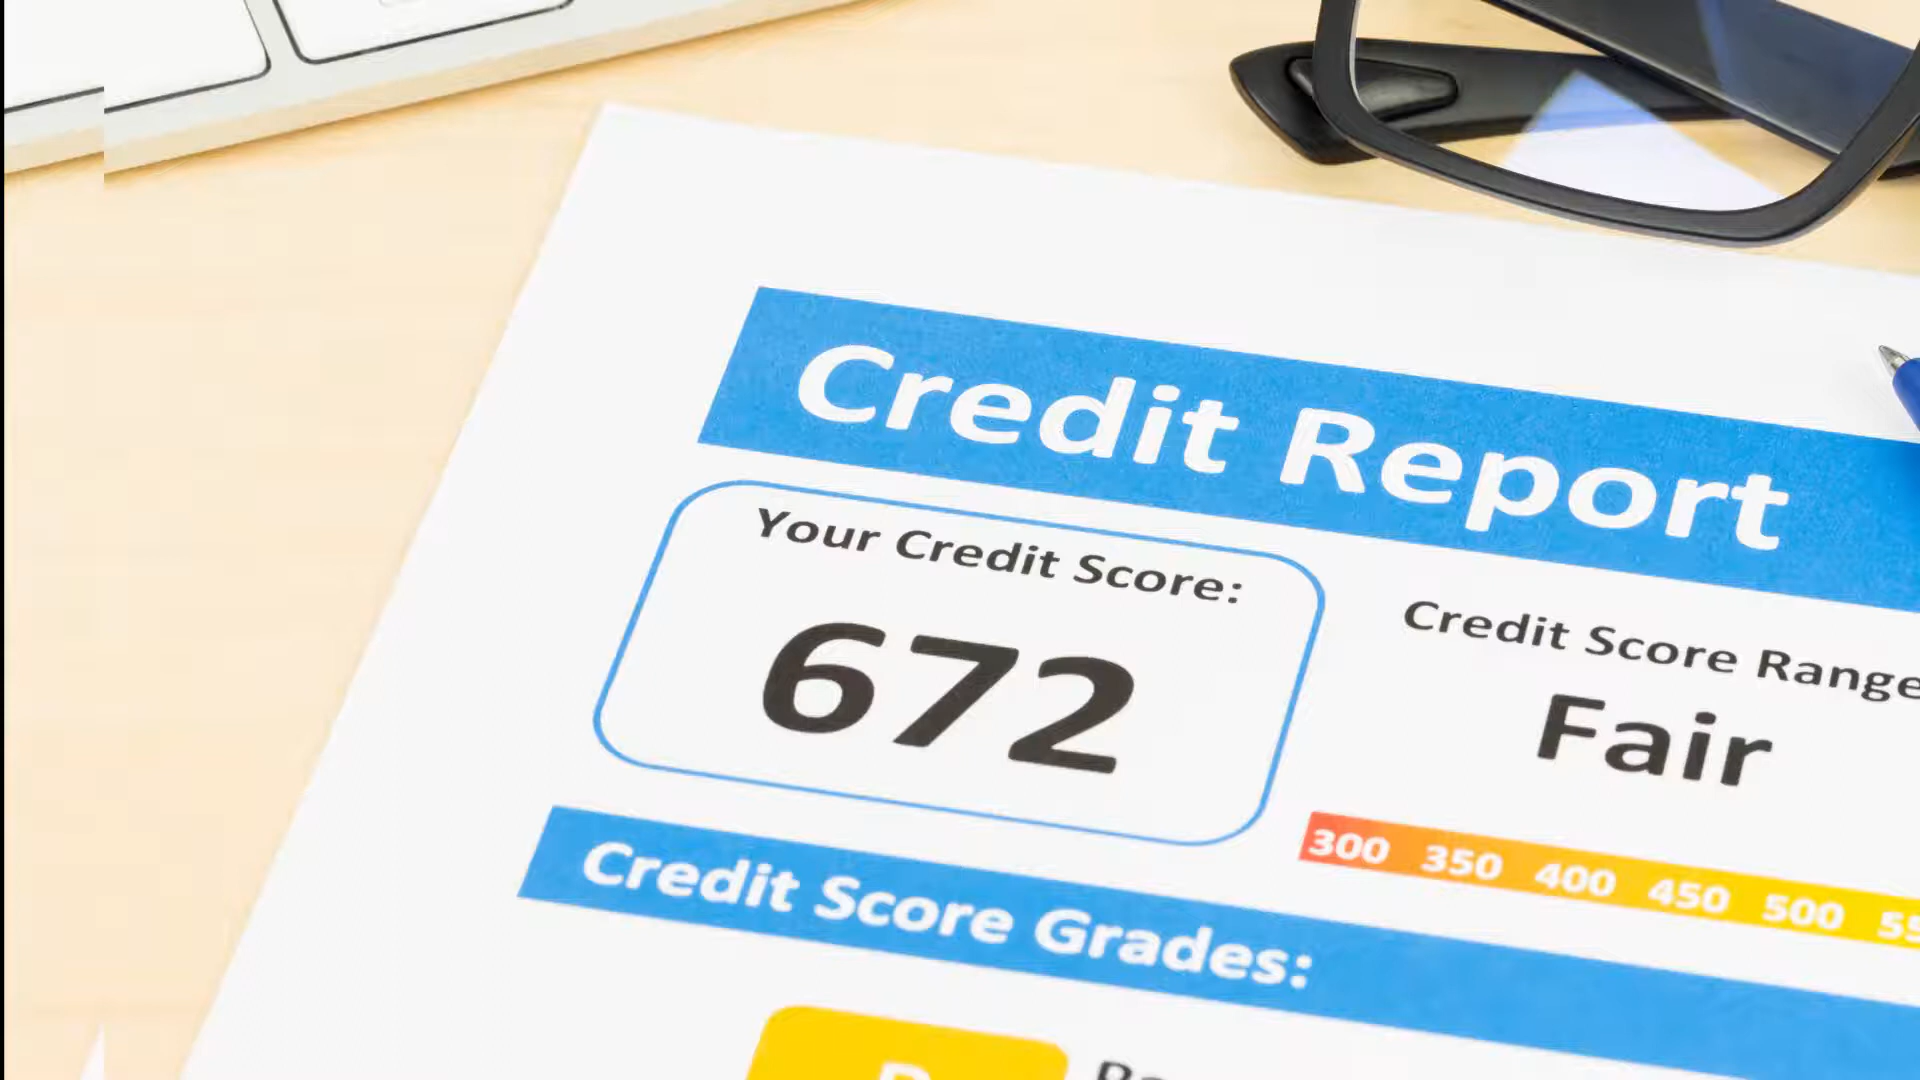 Credit Report
Your Credit Score:
672
Credit Score Range
Fair
300 350 400 450 500
Credit Score Grades: